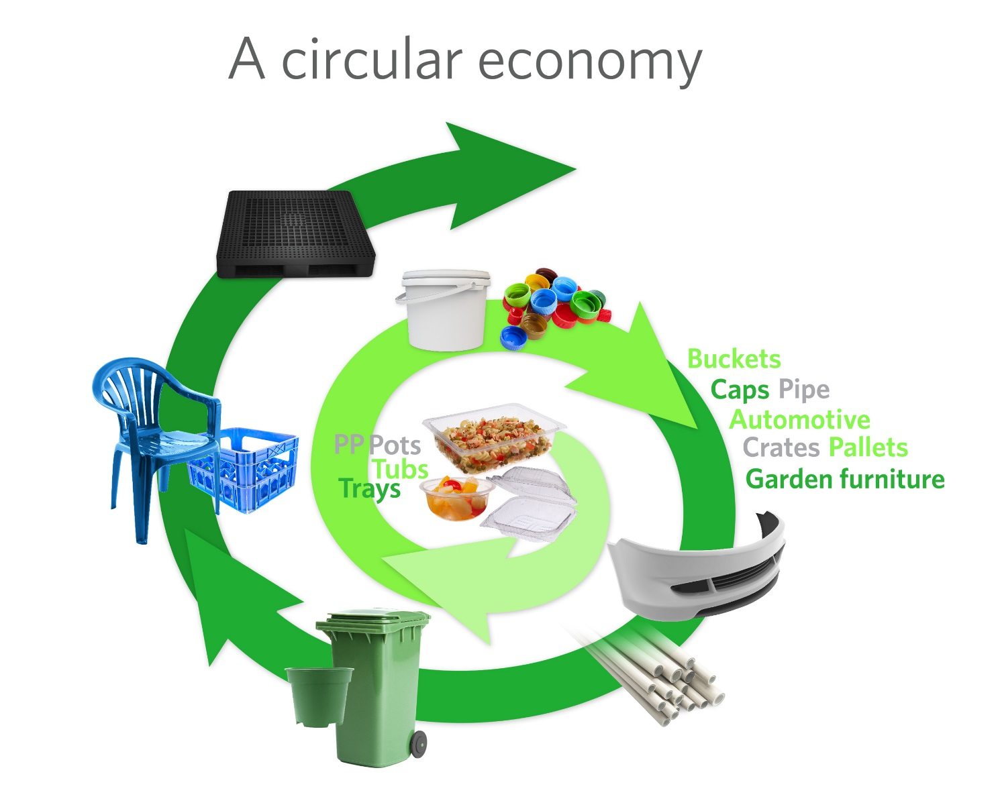 A circular economy
Buckets
Caps Pipe
Automotive
Crates Pallets
Garden furniture
PP Pots
Tubs
Trays